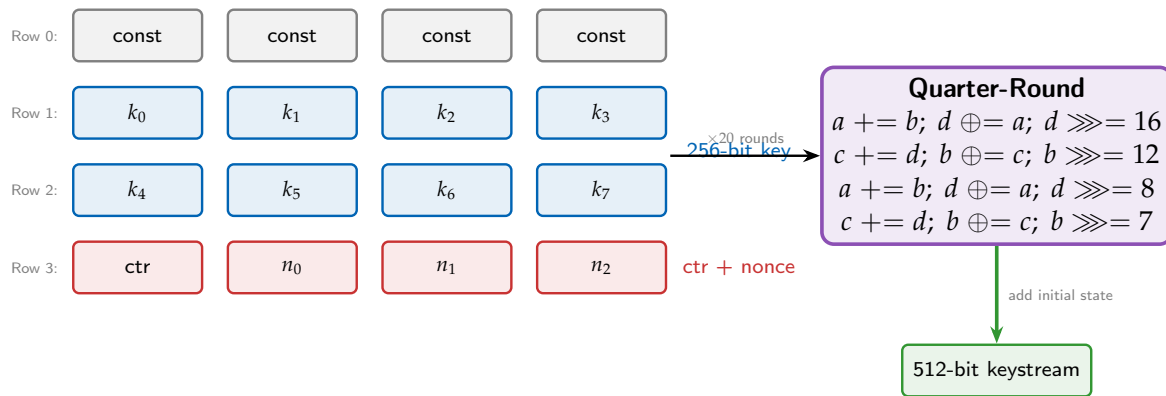 Row 0: const const const const
Row 1: k₀ k₁ k₂ k₃
Row 2: k₄ k₅ k₆ k₇
Row 3: ctr n₀ n₁ n₂
256-bit key
ctr + nonce
×20 rounds
Quarter-Round
a += b; d ⊕= a; d ⋙= 16
c += d; b ⊕= c; b ⋙= 12
a += b; d ⊕= a; d ⋙= 8
c += d; b ⊕= c; b ⋙= 7
add initial state
512-bit keystream